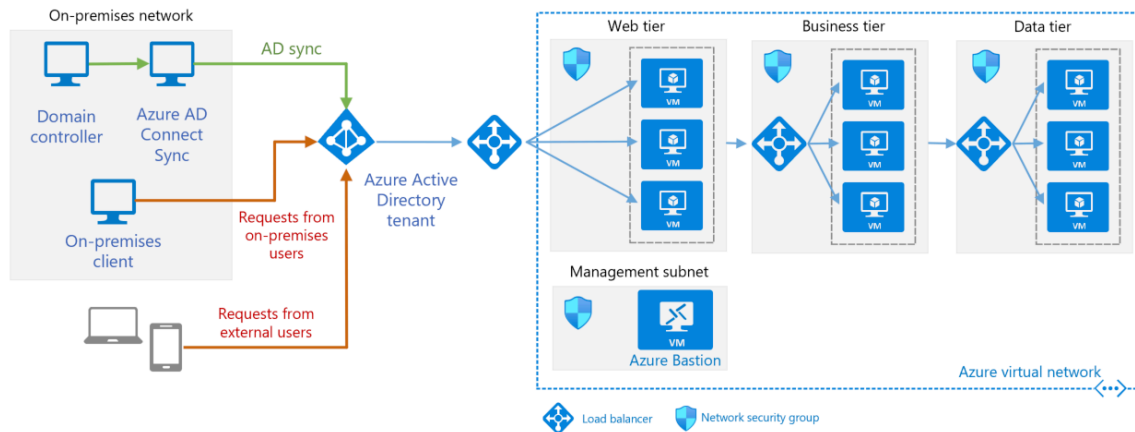 On-premises network
Domain
controller
Azure AD
Connect
Sync
AD sync
On-premises
client
Requests from
on-premises
users
Requests from
external users
Azure Active
Directory
tenant
Web tier
VM
VM
VM
Business tier
VM
VM
VM
Data tier
VM
VM
VM
Management subnet
VM
Azure Bastion
Azure virtual network
Load balancer
Network security group